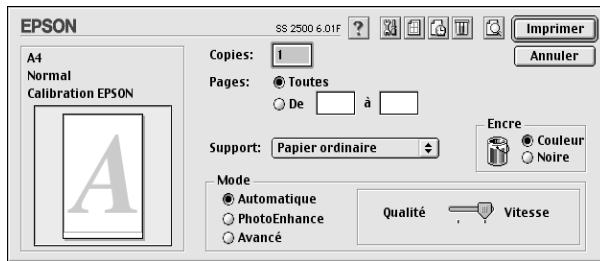 EPSON
SS 2500 6.01F
?
Imprimer
Annuler
A4
Normal
Calibration EPSON
A
Copies: 1
Pages: Toutes
De à
Support: Papier ordinaire
Encre
Couleur
Noire
Mode
Automatique
PhotoEnhance
Avancé
Qualité Vitesse